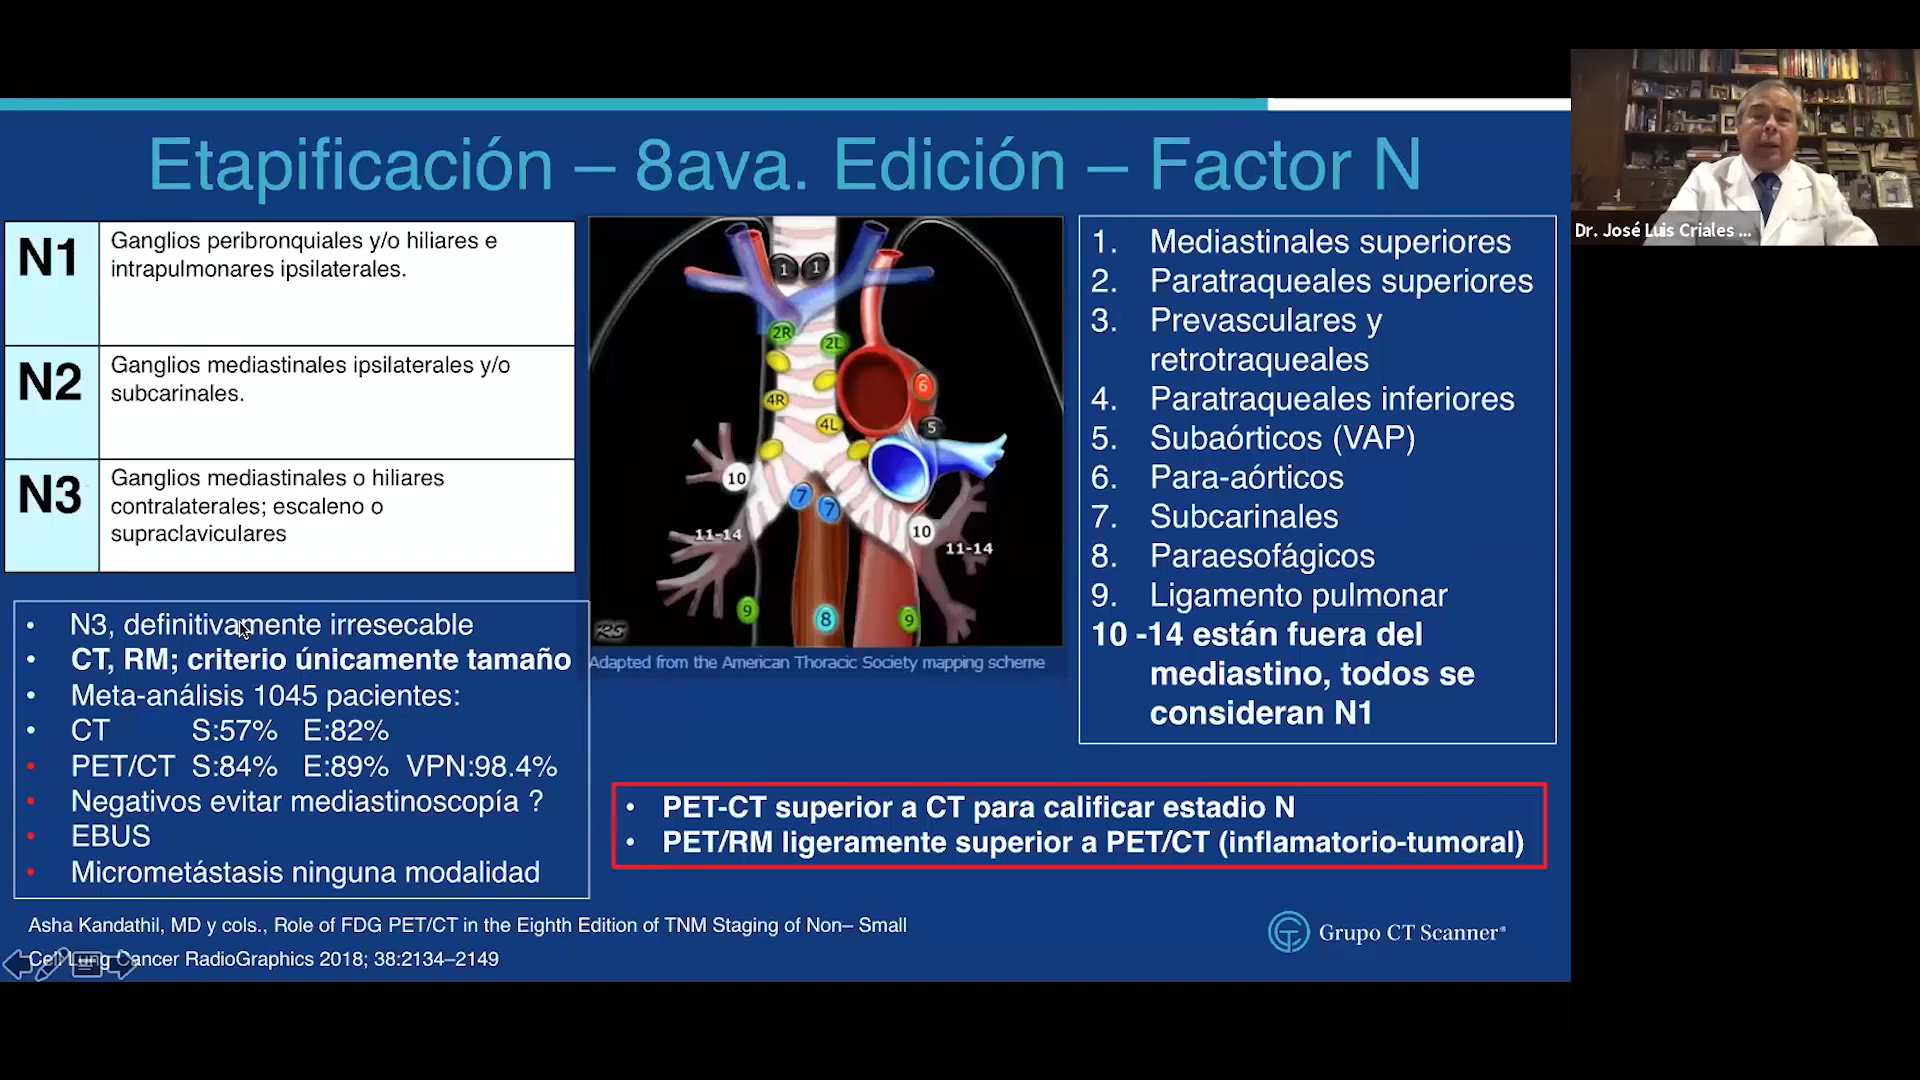 Etapificación – 8ava. Edición – Factor N
N1
Ganglios peribronquiales y/o hiliares e
intrapulmonares ipsilaterales.
N2
Ganglios mediastinales ipsilaterales y/o
subcarinales.
N3
Ganglios mediastinales o hiliares
contralaterales; escaleno o
supraclaviculares
• N3, definitivamente irresecable
• CT, RM; criterio únicamente tamaño
• Meta-análisis 1045 pacientes:
• CT S:57% E:82%
• PET/CT S:84% E:89% VPN:98.4%
• Negativos evitar mediastinoscopía ?
• EBUS
• Micrometástasis ninguna modalidad
1 1
2R
2L
6
4R
4L
5
10
7
7
10
11-14
11-14
9
8
9
RS
Adapted from the American Thoracic Society mapping scheme
1. Mediastinales superiores
2. Paratraqueales superiores
3. Prevasculares y
retrotraqueales
4. Paratraqueales inferiores
5. Subaórticos (VAP)
6. Para-aórticos
7. Subcarinales
8. Paraesofágicos
9. Ligamento pulmonar
10 -14 están fuera del
mediastino, todos se
consideran N1
• PET-CT superior a CT para calificar estadio N
• PET/RM ligeramente superior a PET/CT (inflamatorio-tumoral)
Asha Kandathil, MD y cols., Role of FDG PET/CT in the Eighth Edition of TNM Staging of Non– Small
Cell Lung Cancer RadioGraphics 2018; 38:2134–2149
Grupo CT Scanner®
Dr. José Luis Criales ...